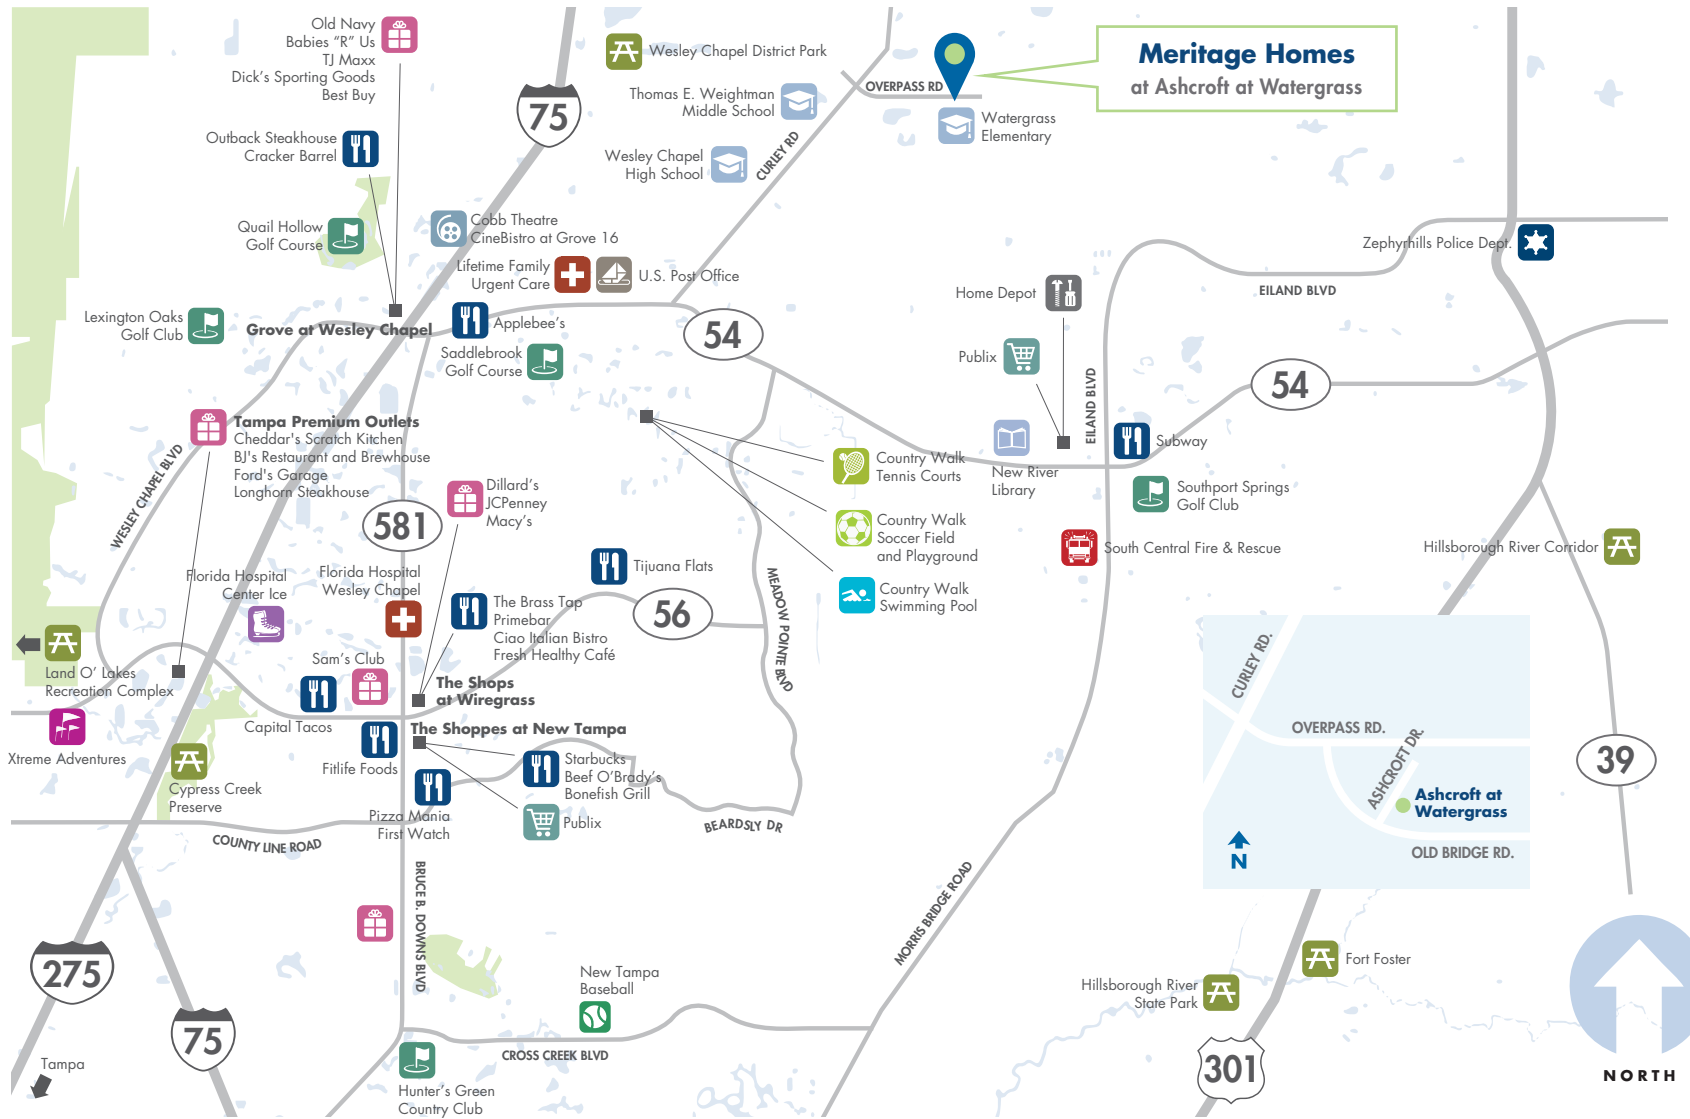 Old Navy
Babies “R” Us
TJ Maxx
Dick's Sporting Goods
Best Buy
75
Wesley Chapel District Park
Thomas E. Weightman
Middle School
Wesley Chapel
High School
CURLEY RD
OVERPASS RD
Meritage Homes
at Ashcroft at Watergrass
Watergrass
Elementary
Outback Steakhouse
Cracker Barrel
Quail Hollow
Golf Course
Cobb Theatre
CineBistro at Grove 16
Lifetime Family
Urgent Care
U.S. Post Office
Zephyrhills Police Dept.
EILAND BLVD
Home Depot
Publix
Lexington Oaks
Golf Club
Grove at Wesley Chapel
Applebee's
Saddlebrook
Golf Course
54
54
EILAND BLVD
Subway
New River
Library
Southport Springs
Golf Club
South Central Fire & Rescue
Hillsborough River Corridor
Tampa Premium Outlets
Cheddar's Scratch Kitchen
BJ's Restaurant and Brewhouse
Ford's Garage
Longhorn Steakhouse
WESLEY CHAPEL BLVD
Dillard's
JCPenney
Macy's
581
Country Walk
Tennis Courts
Country Walk
Soccer Field
and Playground
Country Walk
Swimming Pool
MEADOW POINTE BLVD
Florida Hospital
Center Ice
Florida Hospital
Wesley Chapel
Tijuana Flats
The Brass Tap
Primebar
Ciao Italian Bistro
Fresh Healthy Café
56
Land O’ Lakes
Recreation Complex
Sam's Club
The Shops
at Wiregrass
Capital Tacos
The Shoppes at New Tampa
Xtreme Adventures
Fitlife Foods
Starbucks
Beef O’Brady's
Bonefish Grill
Cypress Creek
Preserve
Pizza Mania
First Watch
Publix
BEARDSLY DR
COUNTY LINE ROAD
BRUCE B. DOWNS BLVD
MORRIS BRIDGE ROAD
CURLEY RD.
OVERPASS RD.
ASHCROFT DR.
Ashcroft at
Watergrass
OLD BRIDGE RD.
N
39
275
75
Tampa
New Tampa
Baseball
CROSS CREEK BLVD
Hunter's Green
Country Club
Hillsborough River
State Park
Fort Foster
301
NORTH